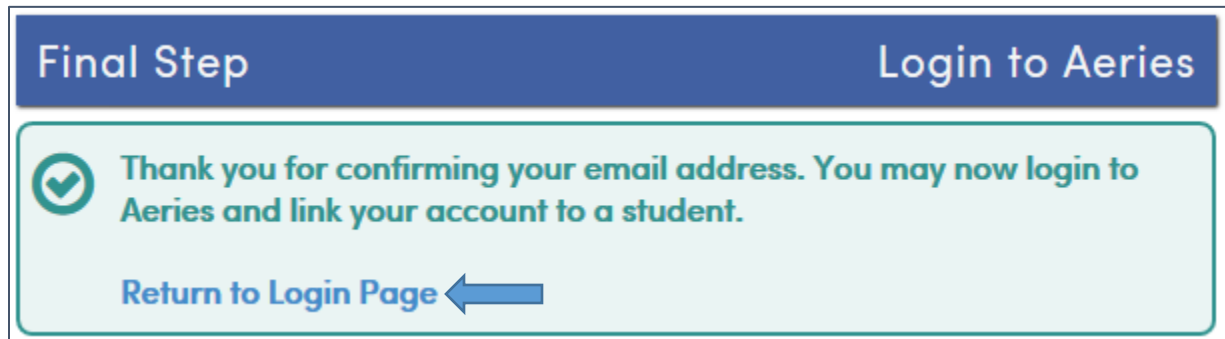 Final Step
Login to Aeries
Thank you for confirming your email address. You may now login to
Aeries and link your account to a student.
Return to Login Page